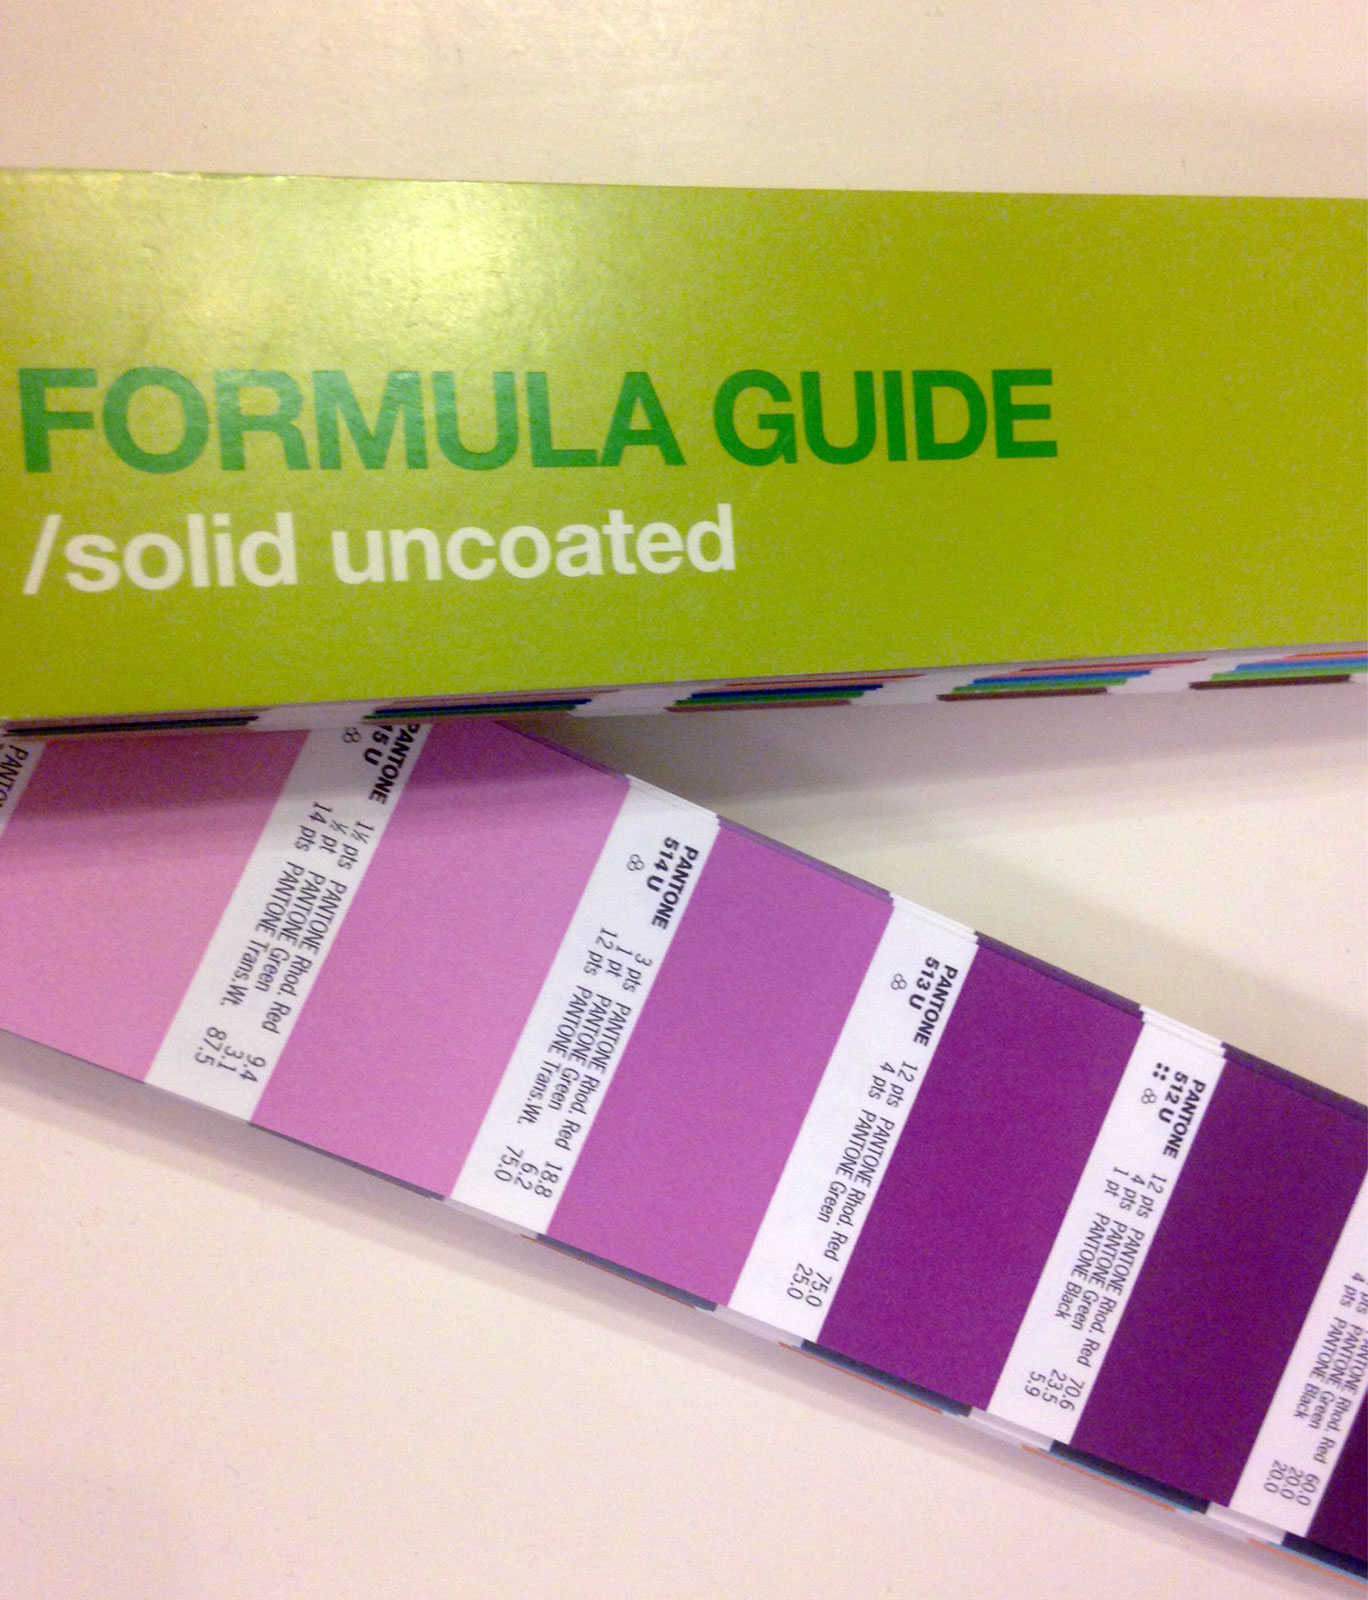 FORMULA GUIDE
/solid uncoated
PANTONE
15 U
1½ pts PANTONE Rhod. Red 9.4
½ pt PANTONE Green 3.1
14 pts PANTONE Trans.Wt. 87.5
PANTONE
514 U
3 pts PANTONE Rhod. Red 18.8
1 pt PANTONE Green 6.2
12 pts PANTONE Trans.Wt. 75.0
PANTONE
513 U
12 pts PANTONE Rhod. Red 75.0
4 pts PANTONE Green 25.0
PANTONE
512 U
12 pts PANTONE Rhod. Red 70.6
4 pts PANTONE Green 23.5
1 pt PANTONE Black 5.9
PANTONE Rhod. Red 60.0
4 pts PANTONE Green 20.0
4 pts PANTONE Black 20.0